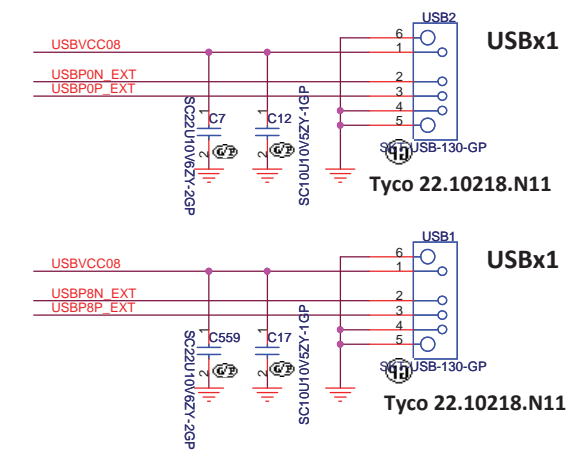 USB2
USBx1
6
USBVCC08
1
USBP0N_EXT
2
USBP0P_EXT
3
4
5
1
C7
2
G/P
SC22U10V6ZY-2GP
1
C12
2
G/P
SC10U10V5ZY-1GP
SKT-USB-130-GP
Tyco 22.10218.N11
USB1
USBx1
6
USBVCC08
1
USBP8N_EXT
2
USBP8P_EXT
3
4
5
1
C559
2
G/P
SC22U10V6ZY-2GP
1
C17
2
G/P
SC10U10V5ZY-1GP
SKT-USB-130-GP
Tyco 22.10218.N11